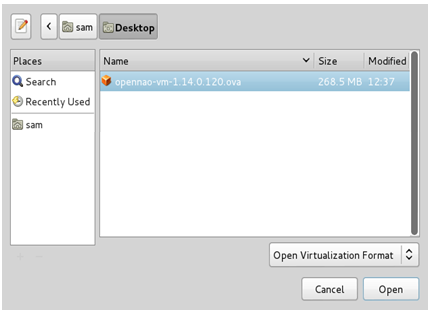 sam Desktop
Places
Search
Recently Used
sam
Name Size Modified
opennao-vm-1.14.0.120.ova 268.5 MB 12:37
Open Virtualization Format
Cancel Open